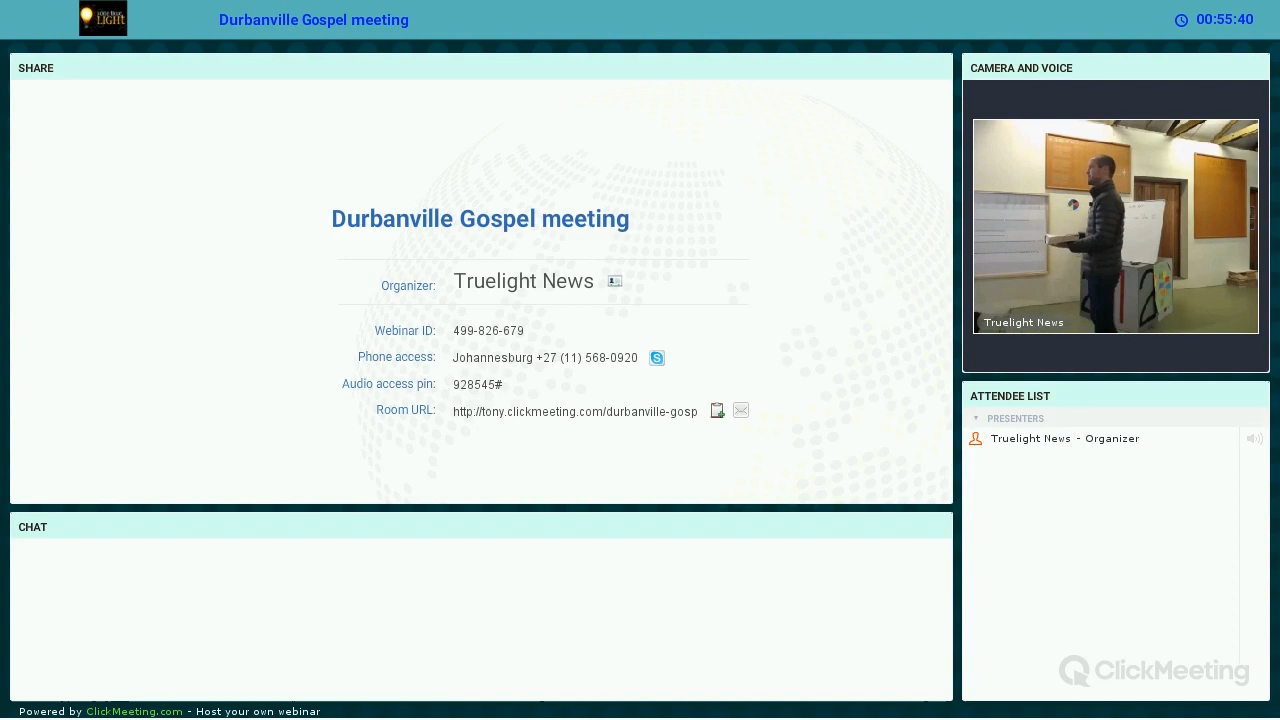 LIGHT
Durbanville Gospel meeting
00:55:40
SHARE
Durbanville Gospel meeting
Organizer: Truelight News
Webinar ID: 499-826-679
Phone access: Johannesburg +27 (11) 568-0920
Audio access pin: 928545#
Room URL: http://tony.clickmeeting.com/durbanville-gosp
CHAT
CAMERA AND VOICE
Truelight News
ATTENDEE LIST
PRESENTERS
Truelight News - Organizer
ClickMeeting
Powered by ClickMeeting.com - Host your own webinar